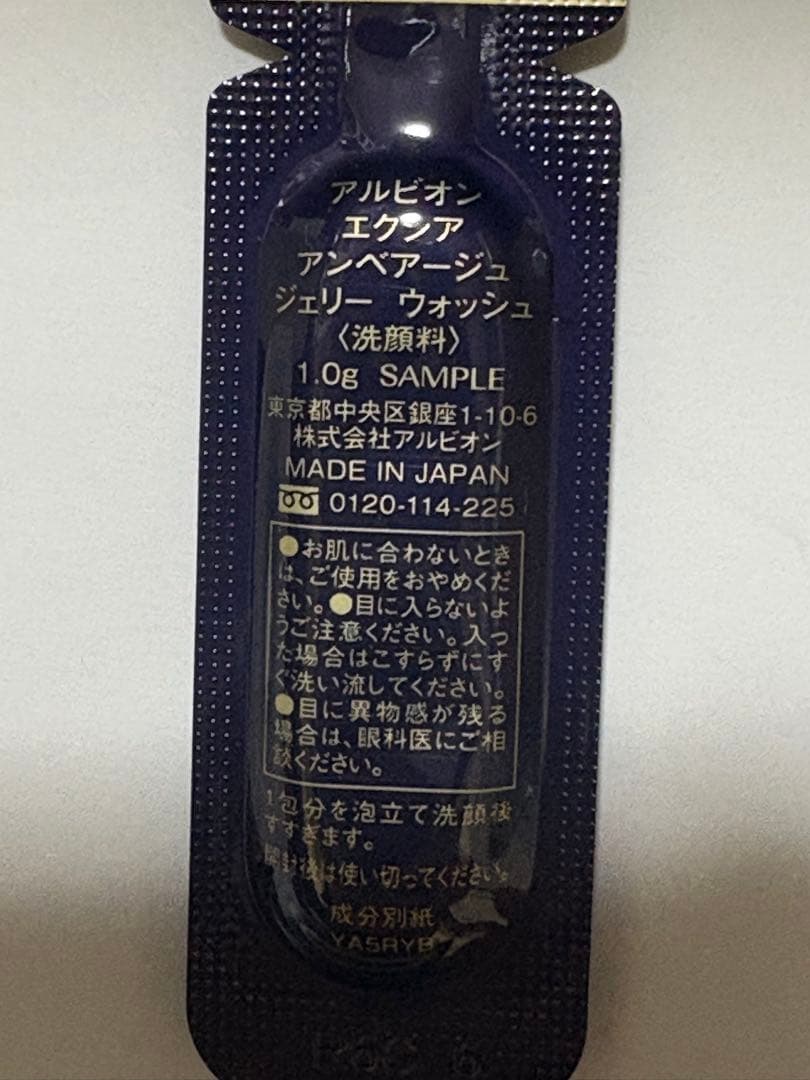 アルビオン
エクシア
アンベアージュ
ジェリー ウォッシュ
〈洗顔料〉
1.0g SAMPLE
東京都中央区銀座1-10-6
株式会社アルビオン
MADE IN JAPAN
0120-114-225
●お肌に合わないとき
は、ご使用をおやめくだ
さい。●目に入らないよ
うご注意ください。入っ
た場合はこすらずにす
ぐ洗い流してください。
●目に異物感が残る
場合は、眼科医にご相
談ください。
1包分を泡立て洗顔後
すすぎます。
開封後は使い切ってください。
成分別紙